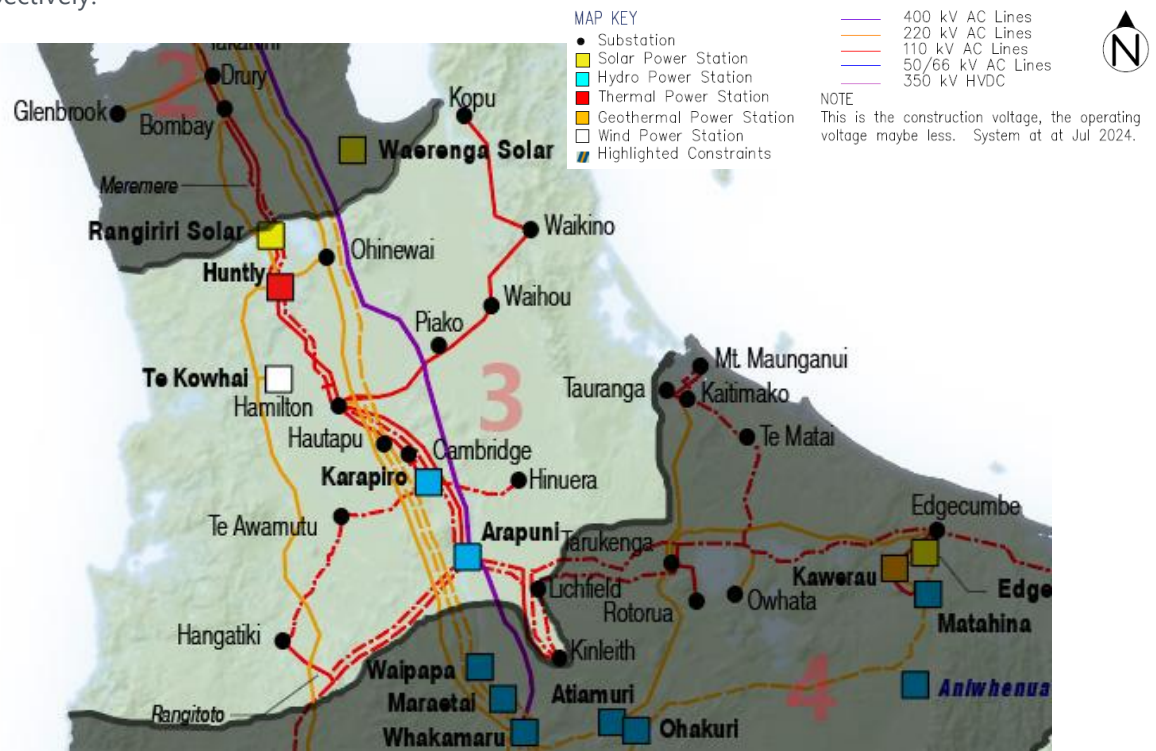 pectively.
MAP KEY
Substation
Solar Power Station
Hydro Power Station
Thermal Power Station
Geothermal Power Station
Wind Power Station
Highlighted Constraints
400 kV AC Lines
220 kV AC Lines
110 kV AC Lines
50/66 kV AC Lines
350 kV HVDC
NOTE
This is the construction voltage, the operating
voltage maybe less. System at at Jul 2024.
N
Takanini
2
Drury
Glenbrook
Bombay
Kopu
Waerenga Solar
Meremere
Rangiriri Solar
Waikino
Ohinewai
Huntly
Waihou
Piako
Mt. Maunganui
Te Kowhai
3
Tauranga
Kaitimako
Hamilton
Te Matai
Hautapu
Cambridge
Karapiro
Hinuera
Te Awamutu
Edgecumbe
Arapuni
Tarukenga
Kawerau
Lichfield
Edge
Rotorua
Owhata
Matahina
Hangatiki
Kinleith
Waipapa
4
Aniwhenua
Maraetai
Atiamuri
Rangitoto
Ohakuri
Whakamaru